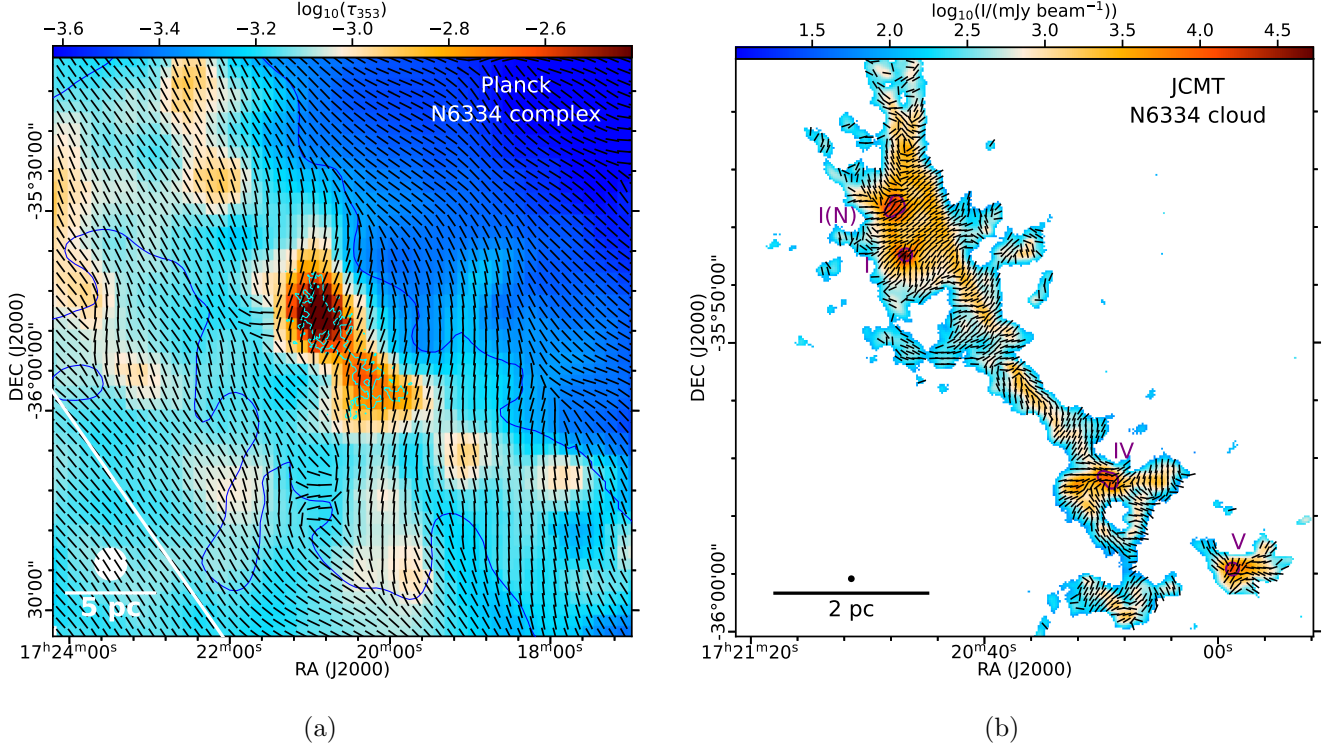 log₁₀(τ₃₅₃)
−3.6 −3.4 −3.2 −3.0 −2.8 −2.6
Planck
N6334 complex
DEC (J2000)
-35°30'00"
-36°00'00"
30'00"
5 pc
17ʰ24ᵐ00ˢ 22ᵐ00ˢ 20ᵐ00ˢ 18ᵐ00ˢ
RA (J2000)
(a)
log₁₀(I/(mJy beam⁻¹))
1.5 2.0 2.5 3.0 3.5 4.0 4.5
JCMT
N6334 cloud
I(N)
I
IV
V
DEC (J2000)
-35°50'00"
-36°00'00"
2 pc
17ʰ21ᵐ20ˢ 20ᵐ40ˢ 00ˢ
RA (J2000)
(b)